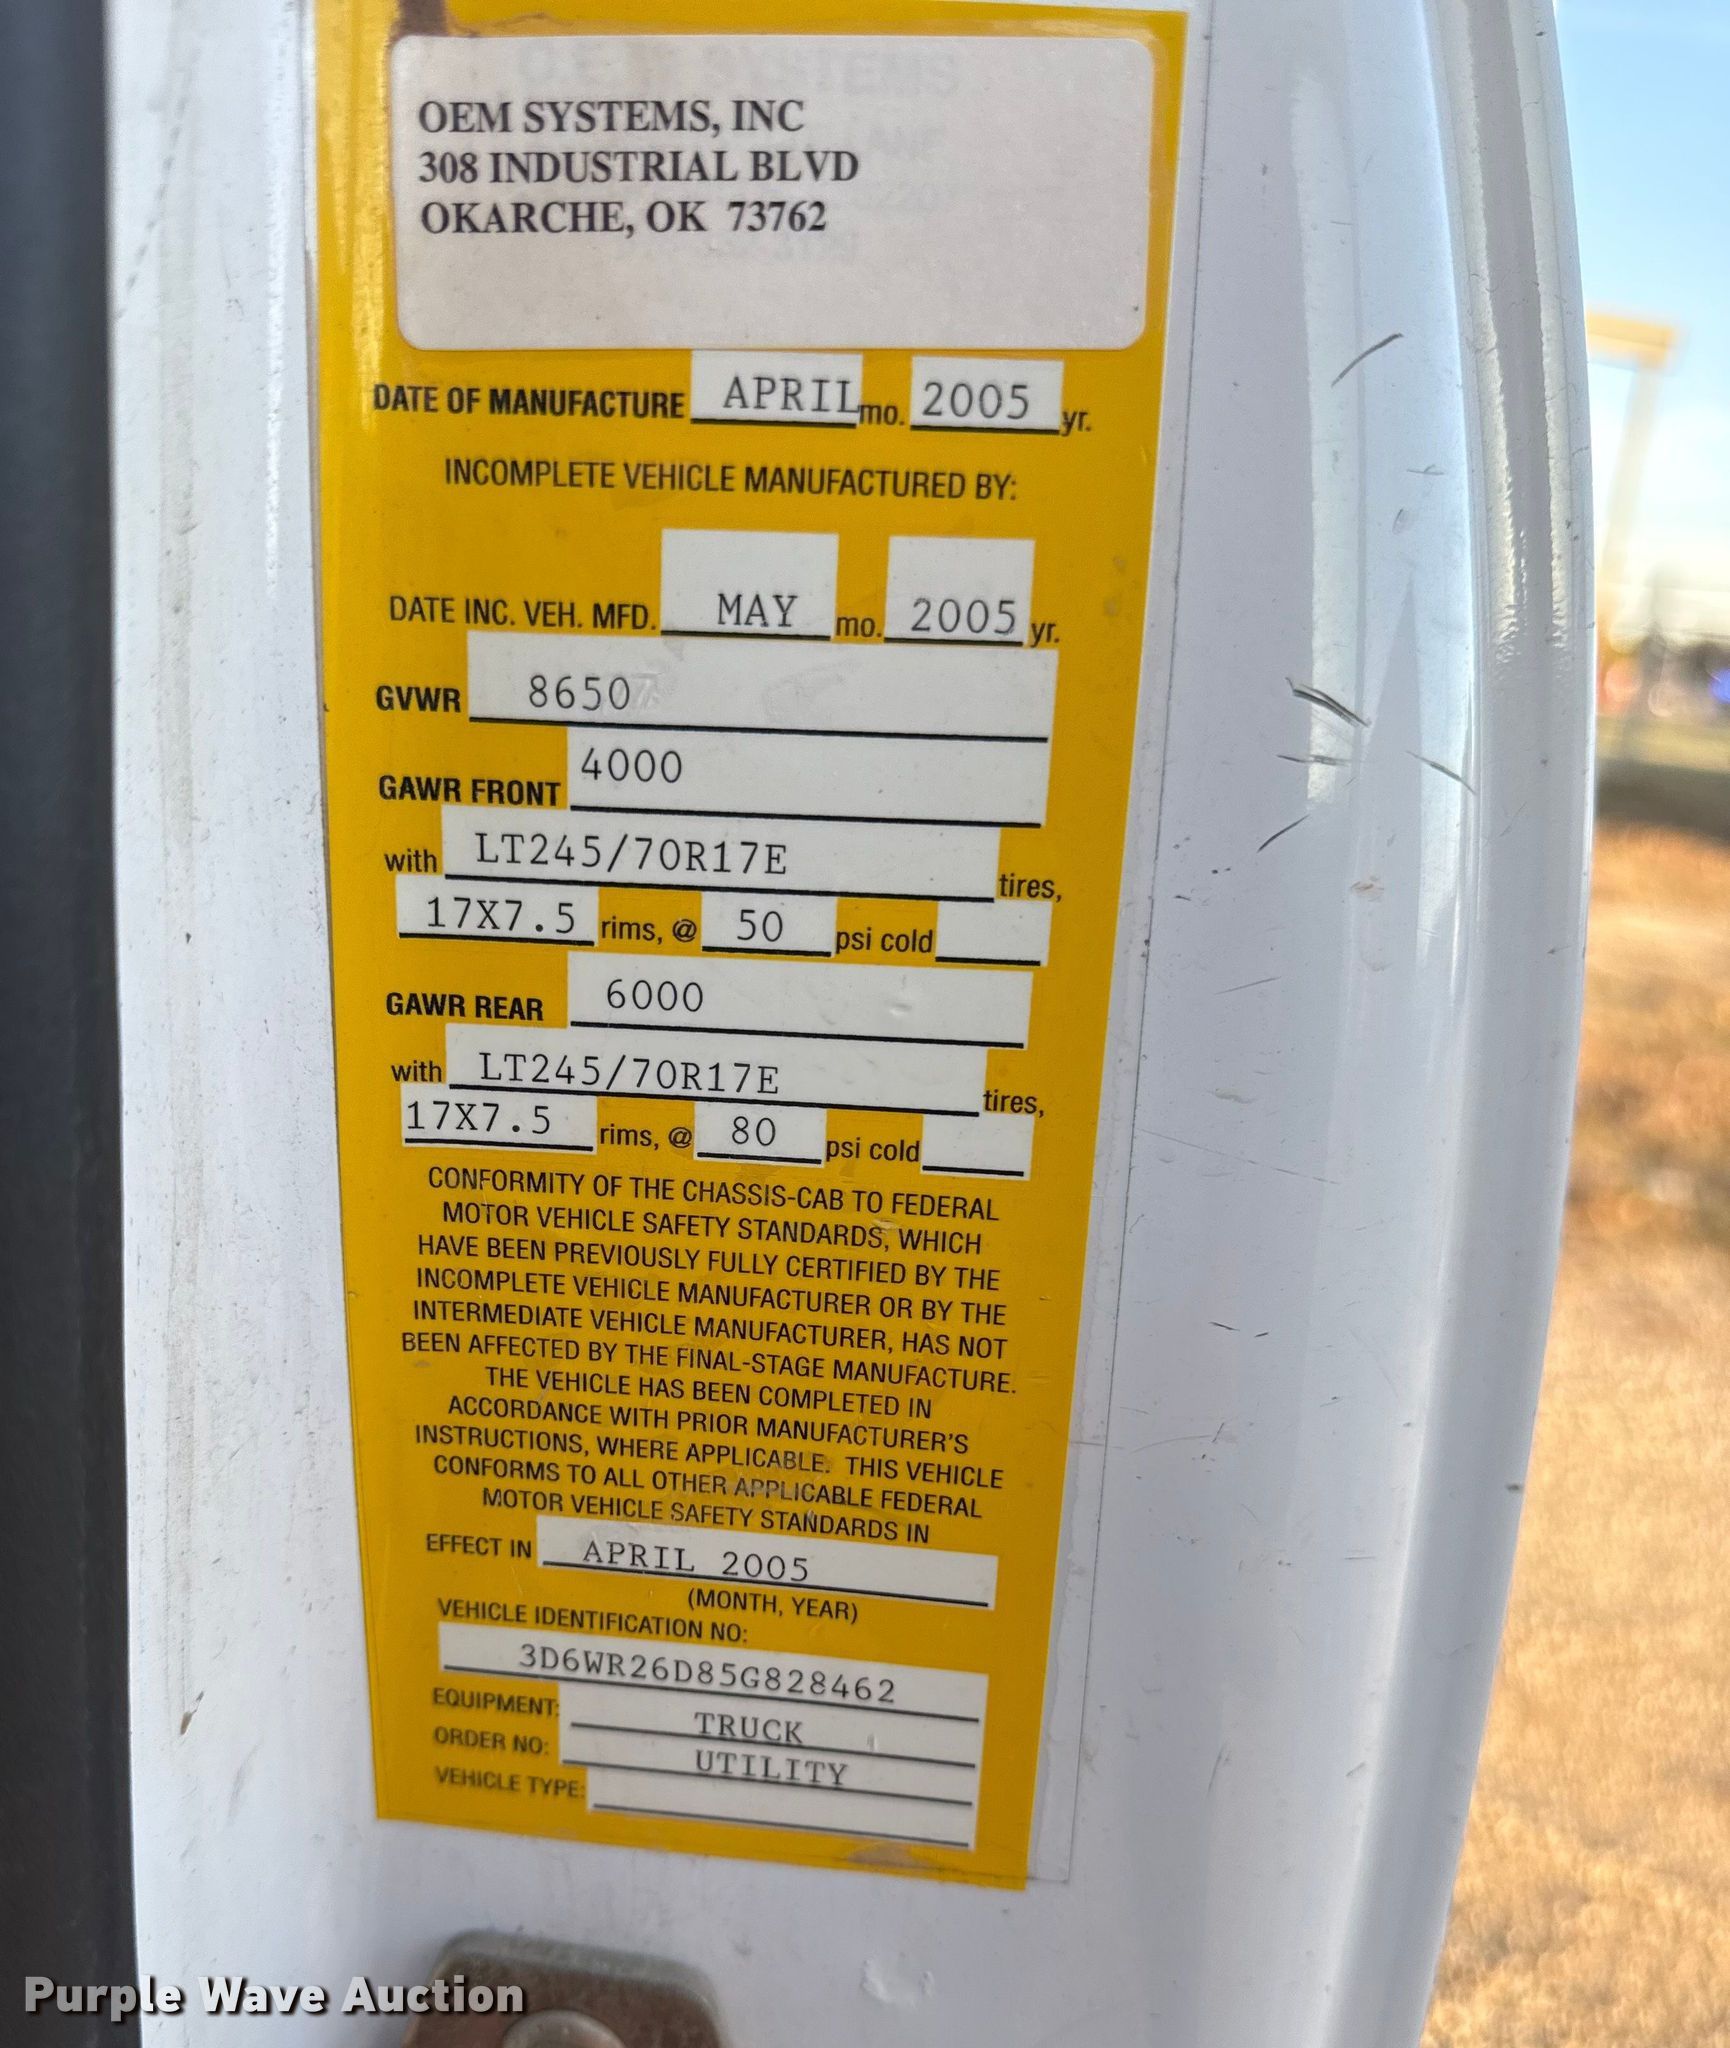 OEM SYSTEMS, INC
308 INDUSTRIAL BLVD
OKARCHE, OK 73762
DATE OF MANUFACTURE APRIL mo. 2005 yr.
INCOMPLETE VEHICLE MANUFACTURED BY:
DATE INC. VEH. MFD. MAY mo. 2005 yr.
GVWR 8650
GAWR FRONT 4000
with LT245/70R17E tires,
17X7.5 rims, @ 50 psi cold
GAWR REAR 6000
with LT245/70R17E tires,
17X7.5 rims, @ 80 psi cold
CONFORMITY OF THE CHASSIS-CAB TO FEDERAL
MOTOR VEHICLE SAFETY STANDARDS, WHICH
HAVE BEEN PREVIOUSLY FULLY CERTIFIED BY THE
INCOMPLETE VEHICLE MANUFACTURER OR BY THE
INTERMEDIATE VEHICLE MANUFACTURER, HAS NOT
BEEN AFFECTED BY THE FINAL-STAGE MANUFACTURE.
THE VEHICLE HAS BEEN COMPLETED IN
ACCORDANCE WITH PRIOR MANUFACTURER'S
INSTRUCTIONS, WHERE APPLICABLE. THIS VEHICLE
CONFORMS TO ALL OTHER APPLICABLE FEDERAL
MOTOR VEHICLE SAFETY STANDARDS IN
EFFECT IN APRIL 2005
(MONTH, YEAR)
VEHICLE IDENTIFICATION NO:
3D6WR26D85G828462
EQUIPMENT: TRUCK
ORDER NO: UTILITY
VEHICLE TYPE:
Purple Wave Auction